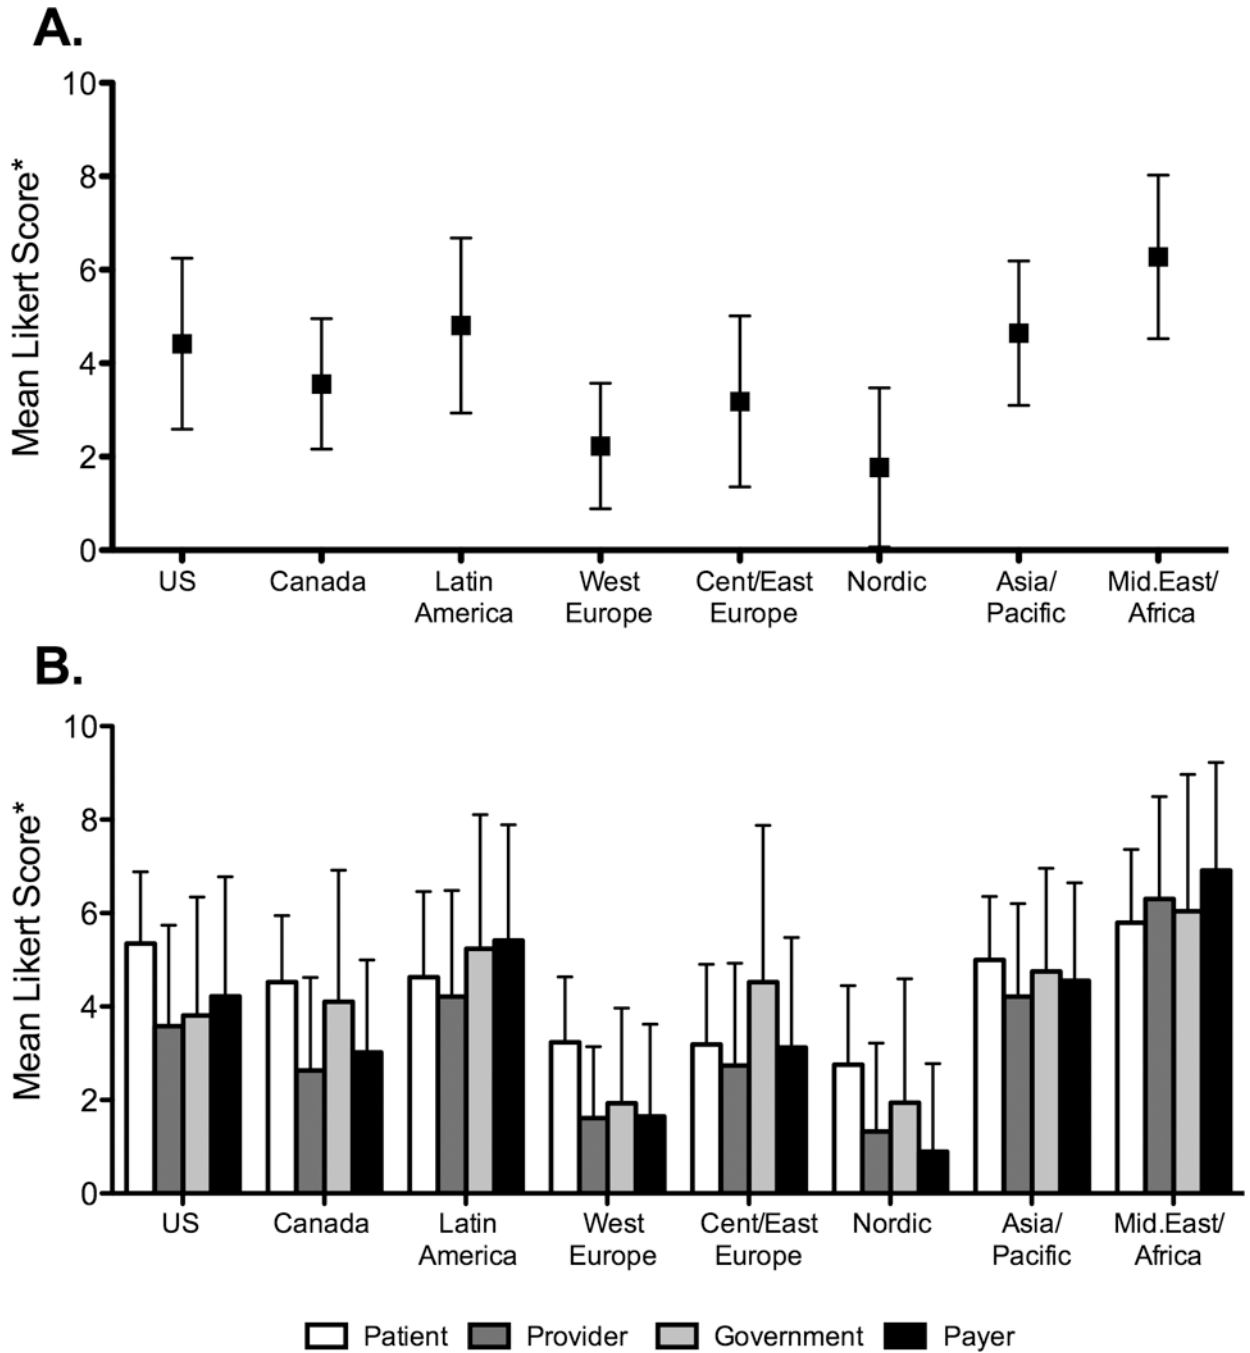 A.
Mean Likert Score*
10
8
6
4
2
0
US Canada Latin West Cent/East Nordic Asia/ Mid.East/
America Europe Europe Pacific Africa
B.
Mean Likert Score*
10
8
6
4
2
0
US Canada Latin West Cent/East Nordic Asia/ Mid.East/
America Europe Europe Pacific Africa
Patient Provider Government Payer